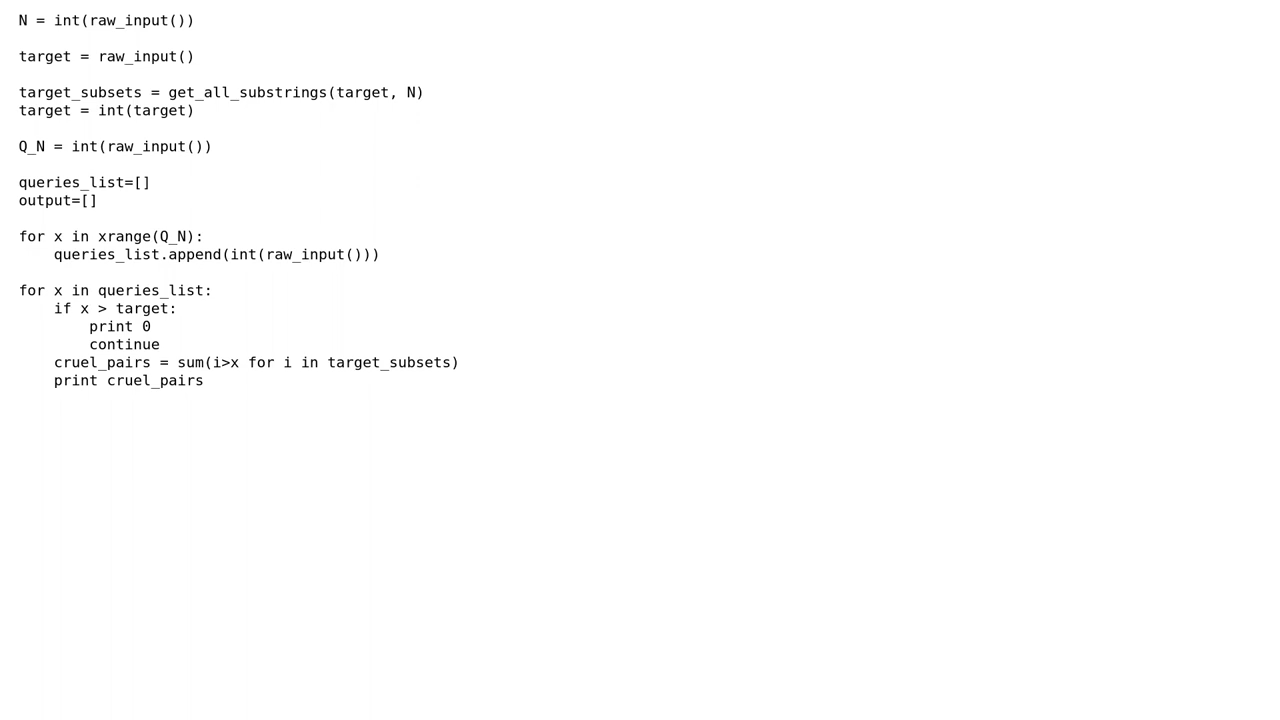 N = int(raw_input())
target = raw_input()
target_subsets = get_all_substrings(target, N)
target = int(target)
Q_N = int(raw_input())
queries_list=[]
output=[]
for x in xrange(Q_N):
    queries_list.append(int(raw_input()))
for x in queries_list:
    if x > target:
        print 0
        continue
    cruel_pairs = sum(i>x for i in target_subsets)
    print cruel_pairs